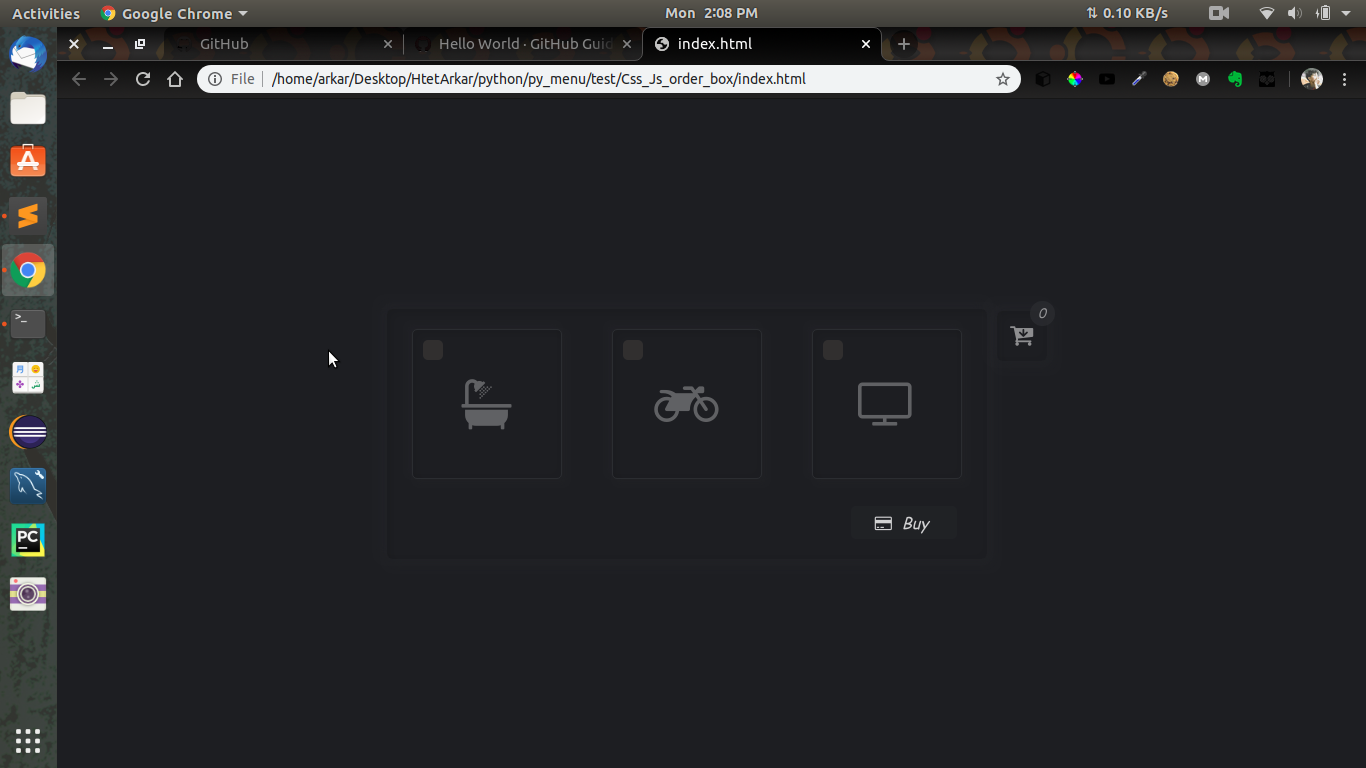 Activities Google Chrome Mon 2:08 PM 0.10 KB/s
GitHub Hello World · GitHub Guid index.html
File /home/arkar/Desktop/HtetArkar/python/py_menu/test/Css_Js_order_box/index.html
M
0
Buy
>_
PC